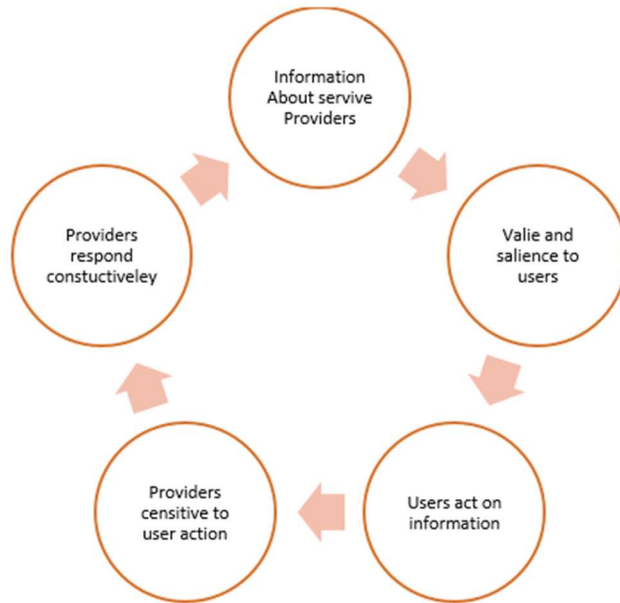 Information
About servive
Providers
Valie and
salience to
users
Users act on
information
Providers
censitive to
user action
Providers
respond
constuctiveley